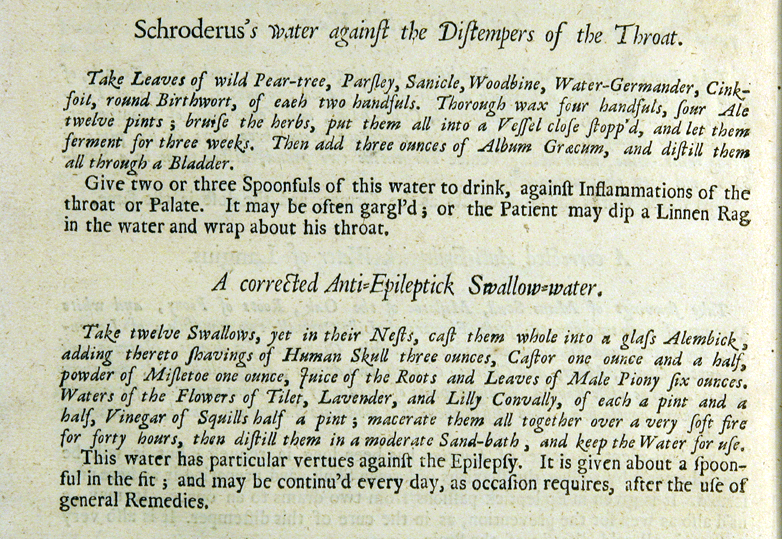 Schroderus's water againſt the Diſtempers of the Throat.
Take Leaves of wild Pear-tree, Parſley, Sanicle, Woodbine, Water-Germander, Cink-
foil, round Birthwort, of each two handfuls. Thorough wax four handfuls, ſour Ale
twelve pints; bruiſe the herbs, put them all into a Veſſel cloſe ſtopp'd, and let them
ferment for three weeks. Then add three ounces of Album Græcum, and diſtill them
all through a Bladder.
Give two or three Spoonfuls of this water to drink, againſt Inflammations of the
throat or Palate. It may be often gargl'd; or the Patient may dip a Linnen Rag
in the water and wrap about his throat.
A corrected Anti-Epileptick Swallow-water.
Take twelve Swallows, yet in their Neſts, caſt them whole into a glaſs Alembick,
adding thereto ſhavings of Human Skull three ounces, Caſtor one ounce and a half,
powder of Miſletoe one ounce, Juice of the Roots and Leaves of Male Piony ſix ounces.
Waters of the Flowers of Tilet, Lavender, and Lilly Convally, of each a pint and a
half, Vinegar of Squills half a pint; macerate them all together over a very ſoft fire
for forty hours, then diſtill them in a moderate Sand-bath, and keep the Water for uſe.
This water has particular vertues againſt the Epilepſy. It is given about a ſpoon-
ful in the fit; and may be continu'd every day, as occaſion requires, after the uſe of
general Remedies.